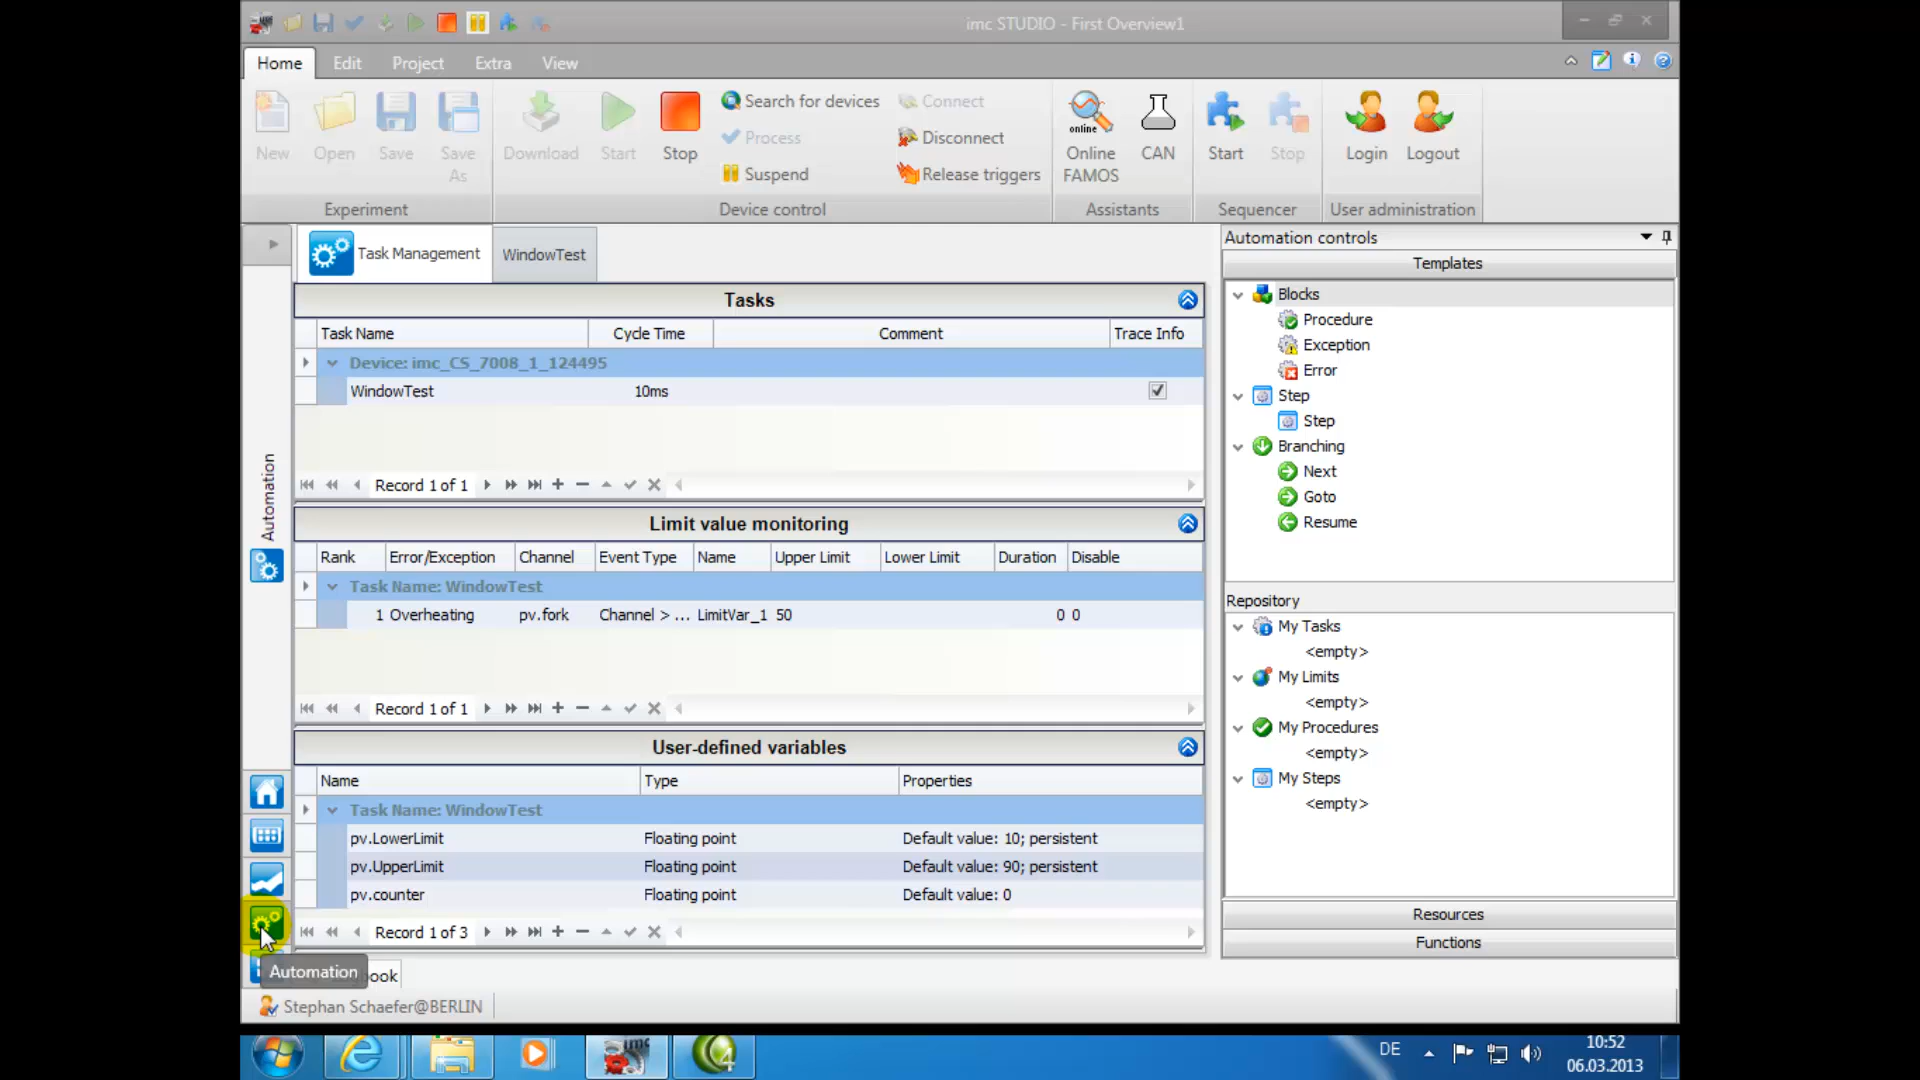 imc STUDIO - First Overview1
Home Edit Project Extra View
New Open Save Save As
Experiment
Download Start Stop
Search for devices
Process
Suspend
Connect
Disconnect
Release triggers
Device control
online
Online FAMOS
CAN
Assistants
Start Stop
Sequencer
Login Logout
User administration
Automation
Task Management
WindowTest
Tasks
Task Name Cycle Time Comment Trace Info
Device: imc_CS_7008_1_124495
WindowTest 10ms
Record 1 of 1
Limit value monitoring
Rank Error/Exception Channel Event Type Name Upper Limit Lower Limit Duration Disable
Task Name: WindowTest
1 Overheating pv.fork Channel > ... LimitVar_1 50 0 0
Record 1 of 1
User-defined variables
Name Type Properties
Task Name: WindowTest
pv.LowerLimit Floating point Default value: 10; persistent
pv.UpperLimit Floating point Default value: 90; persistent
pv.counter Floating point Default value: 0
Record 1 of 3
Automation
book
Automation controls
Templates
Blocks
Procedure
Exception
Error
Step
Step
Branching
Next
Goto
Resume
Repository
My Tasks
<empty>
My Limits
<empty>
My Procedures
<empty>
My Steps
<empty>
Resources
Functions
Stephan Schaefer@BERLIN
imc
4
DE
10:52
06.03.2013